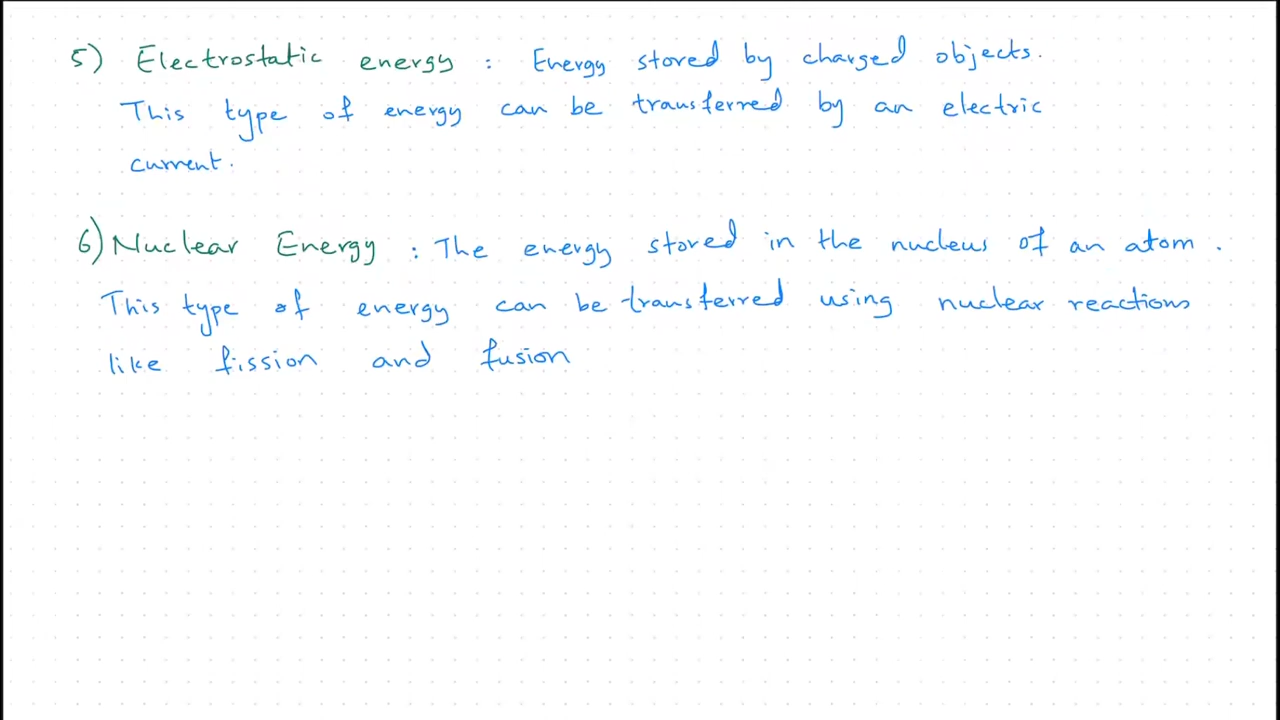 5) Electrostatic energy : Energy stored by charged objects.
This type of energy can be transferred by an electric
current.
6) Nuclear Energy : The energy stored in the nucleus of an atom .
This type of energy can be transferred using nuclear reactions
like fission and fusion